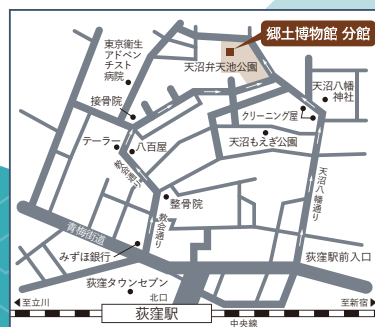 郷土博物館 分館
東京衛生
アドベン
チスト
病院
天沼弁天池公園
天沼八幡
神社
接骨院
クリーニング屋
テーラー
八百屋
天沼もえぎ公園
教会通り
天沼八幡通り
整骨院
教会通り
青梅街道
みずほ銀行
荻窪駅前入口
荻窪タウンセブン
北口
至立川
荻窪駅
至新宿
中央線